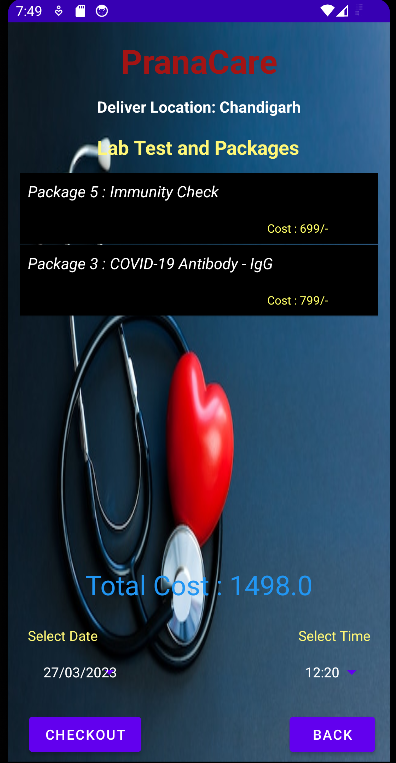 7:49
PranaCare
Deliver Location: Chandigarh
Lab Test and Packages
Package 5 : Immunity Check
Cost : 699/-
Package 3 : COVID-19 Antibody - IgG
Cost : 799/-
Total Cost : 1498.0
Select Date Select Time
27/03/2023 12:20
CHECKOUT BACK